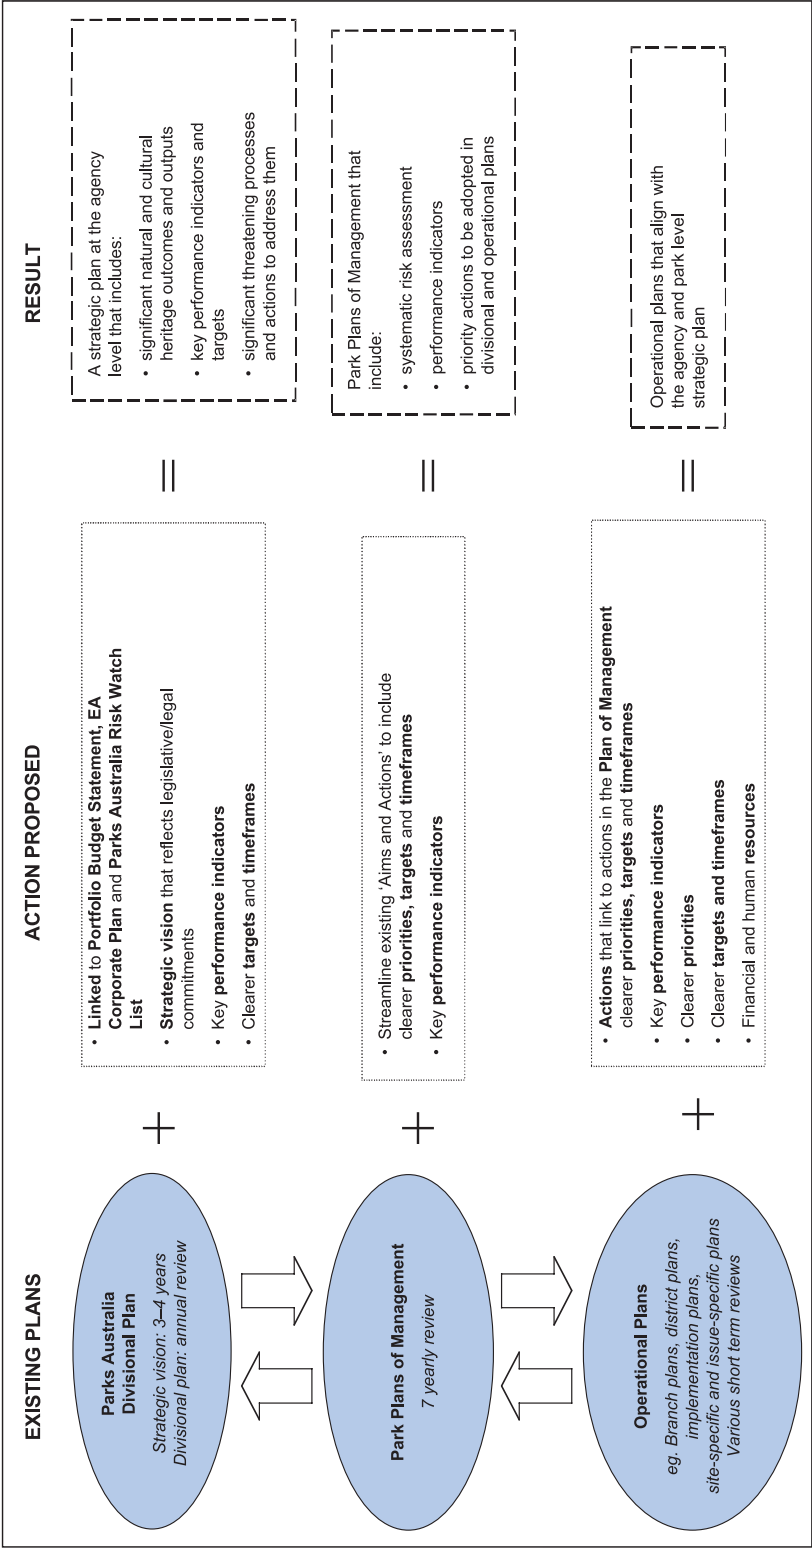 EXISTING PLANS
ACTION PROPOSED
RESULT
Parks Australia
Divisional Plan
Strategic vision: 3–4 years
Divisional plan: annual review
+
• Linked to Portfolio Budget Statement, EA
Corporate Plan and Parks Australia Risk Watch
List
• Strategic vision that reflects legislative/legal
commitments
• Key performance indicators
• Clearer targets and timeframes
=
A strategic plan at the agency
level that includes:
• significant natural and cultural
heritage outcomes and outputs
• key performance indicators and
targets
• significant threatening processes
and actions to address them
Park Plans of Management
7 yearly review
+
• Streamline existing ‘Aims and Actions’ to include
clearer priorities, targets and timeframes
• Key performance indicators
=
Park Plans of Management that
include:
• systematic risk assessment
• performance indicators
• priority actions to be adopted in
divisional and operational plans
Operational Plans
eg. Branch plans, district plans,
implementation plans,
site-specific and issue-specific plans
Various short term reviews
+
• Actions that link to actions in the Plan of Management
clearer priorities, targets and timeframes
• Key performance indicators
• Clearer priorities
• Clearer targets and timeframes
• Financial and human resources
=
Operational plans that align with
the agency and park level
strategic plan